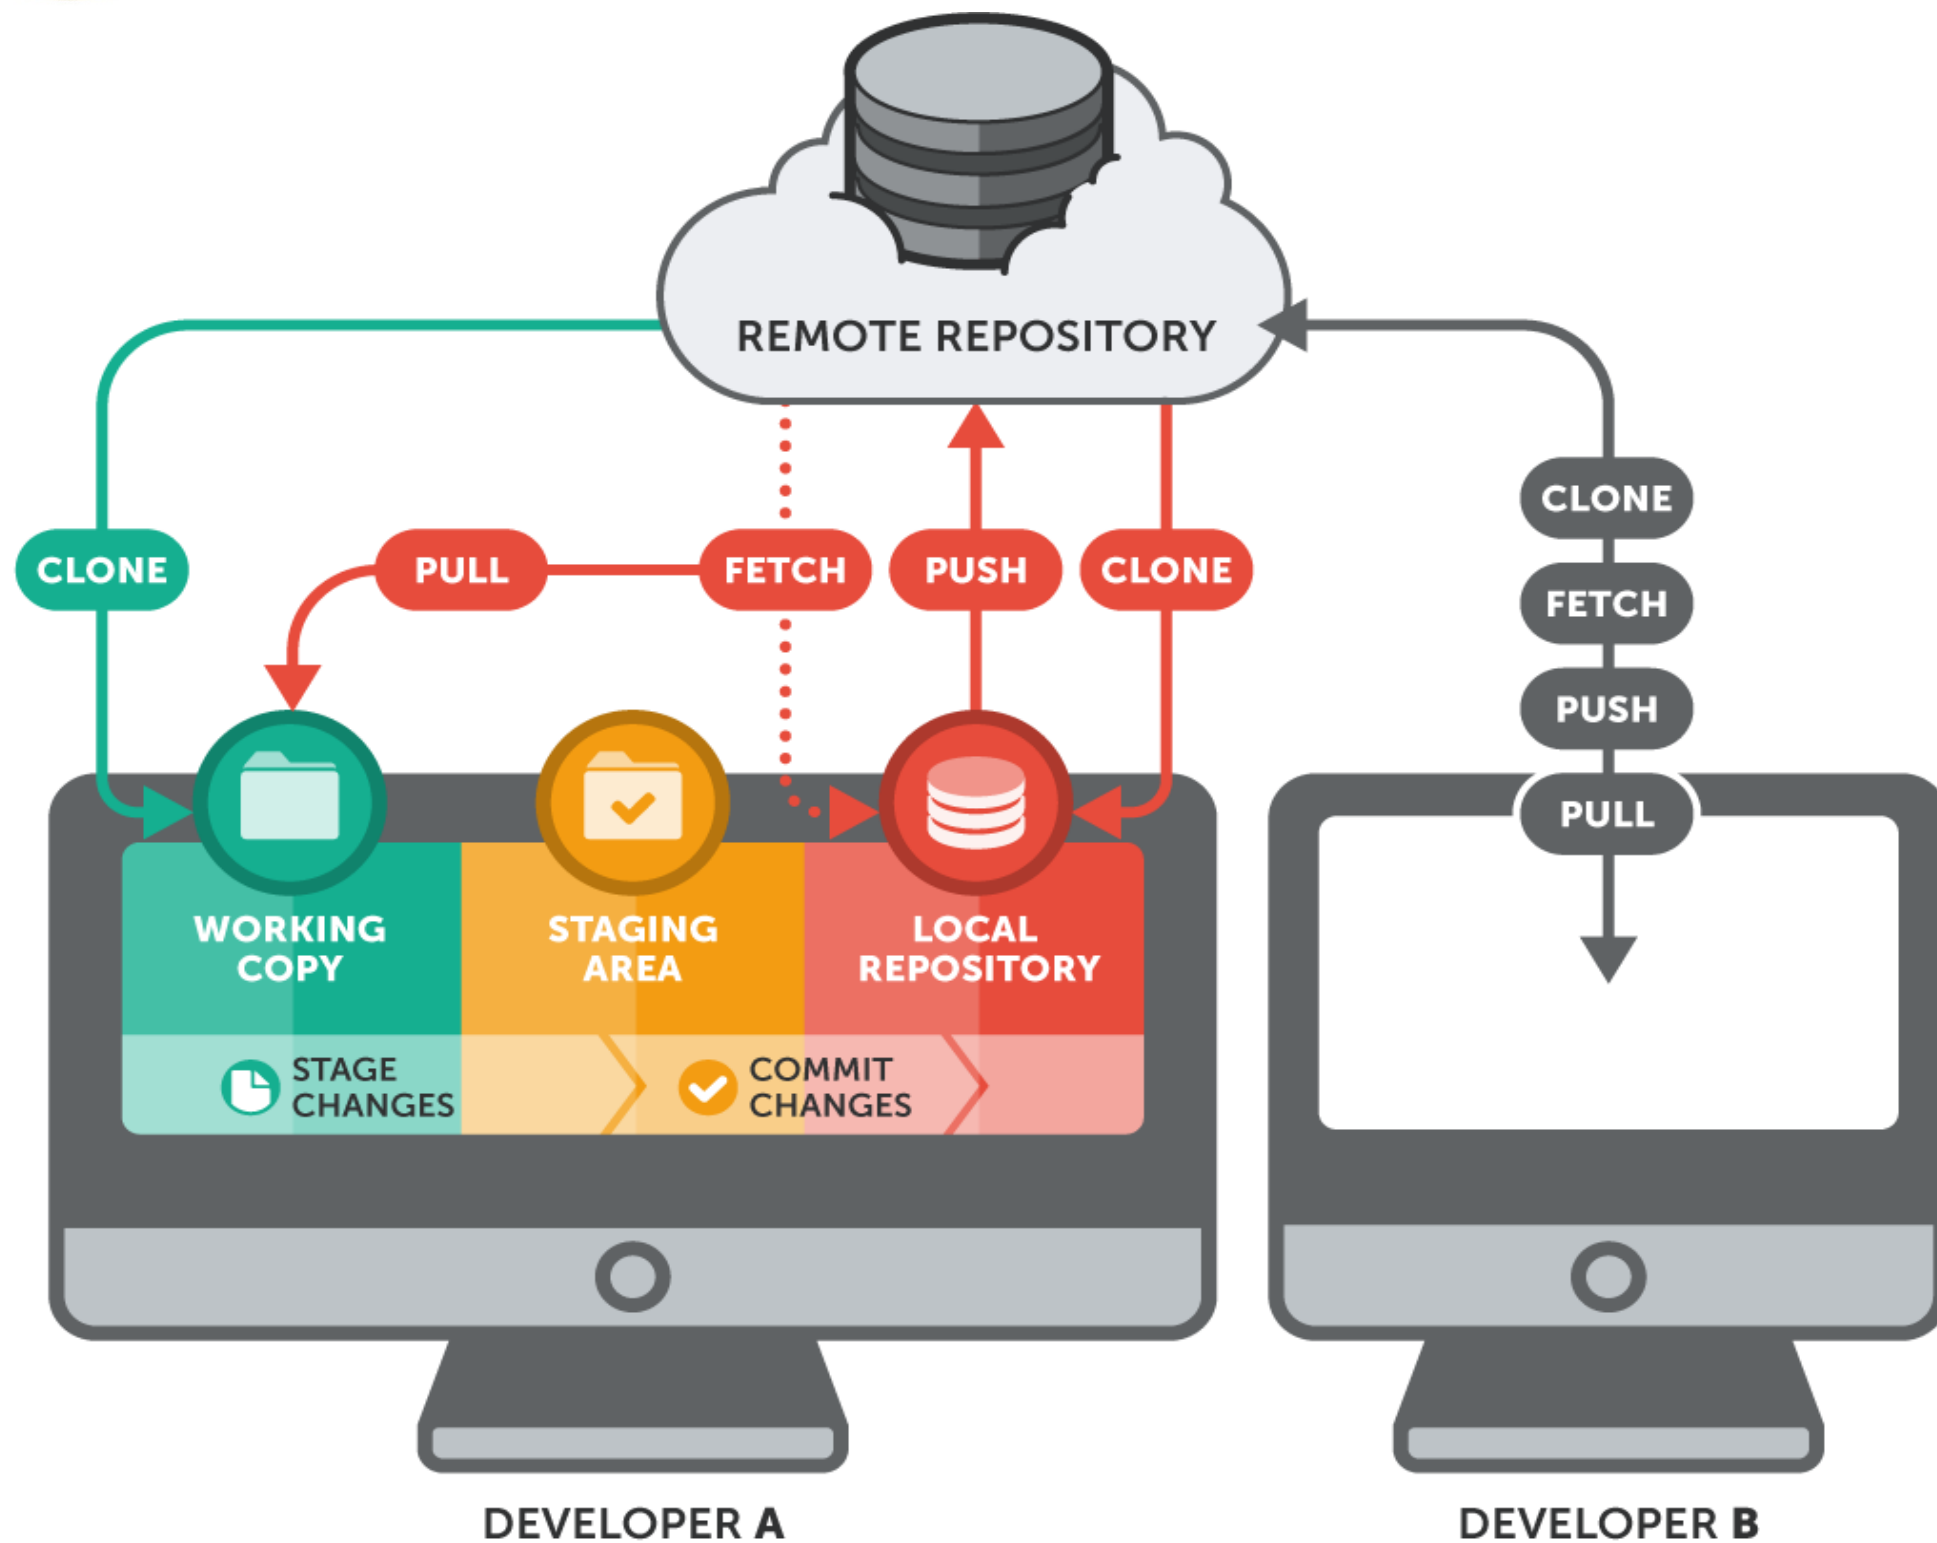 REMOTE REPOSITORY
CLONE
PULL
FETCH
PUSH
CLONE
CLONE
FETCH
PUSH
PULL
WORKING
COPY
STAGING
AREA
LOCAL
REPOSITORY
STAGE
CHANGES
COMMIT
CHANGES
DEVELOPER A
DEVELOPER B